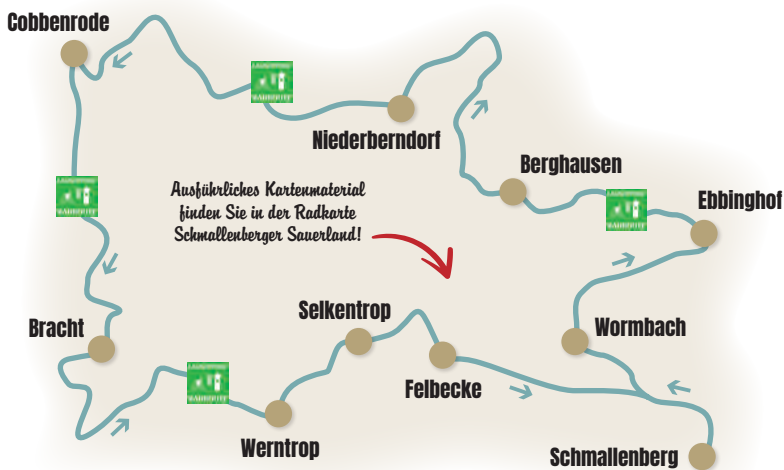 Cobbenrode
Niederberndorf
Berghausen
Ebbinghof
Ausführliches Kartenmaterial
finden Sie in der Radkarte
Schmallenberger Sauerland!
Selkentrop
Bracht
Wormbach
Felbecke
Werntrop
Schmallenberg